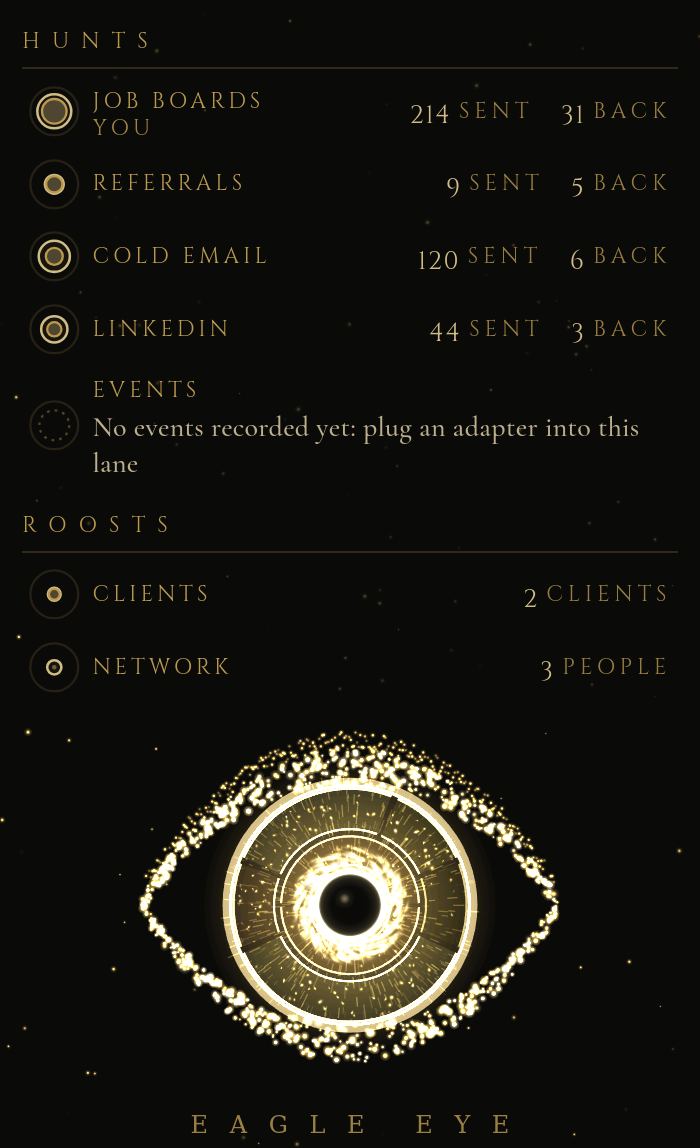 HUNTS
JOB BOARDS 214 SENT 31 BACK
YOU
REFERRALS 9 SENT 5 BACK
COLD EMAIL 120 SENT 6 BACK
LINKEDIN 44 SENT 3 BACK
EVENTS
No events recorded yet: plug an adapter into this
lane
ROOSTS
CLIENTS 2 CLIENTS
NETWORK 3 PEOPLE
EAGLE EYE